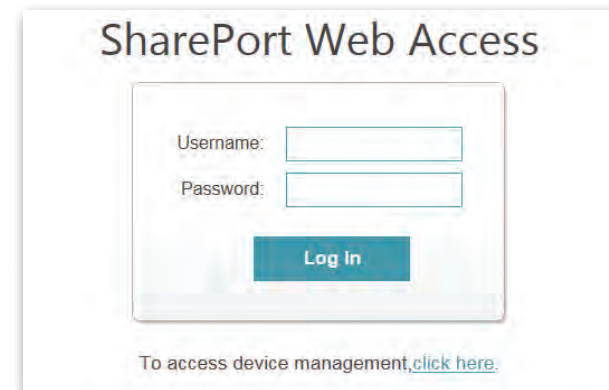 SharePort Web Access
Username:
Password:
Log In
To access device management,click here.